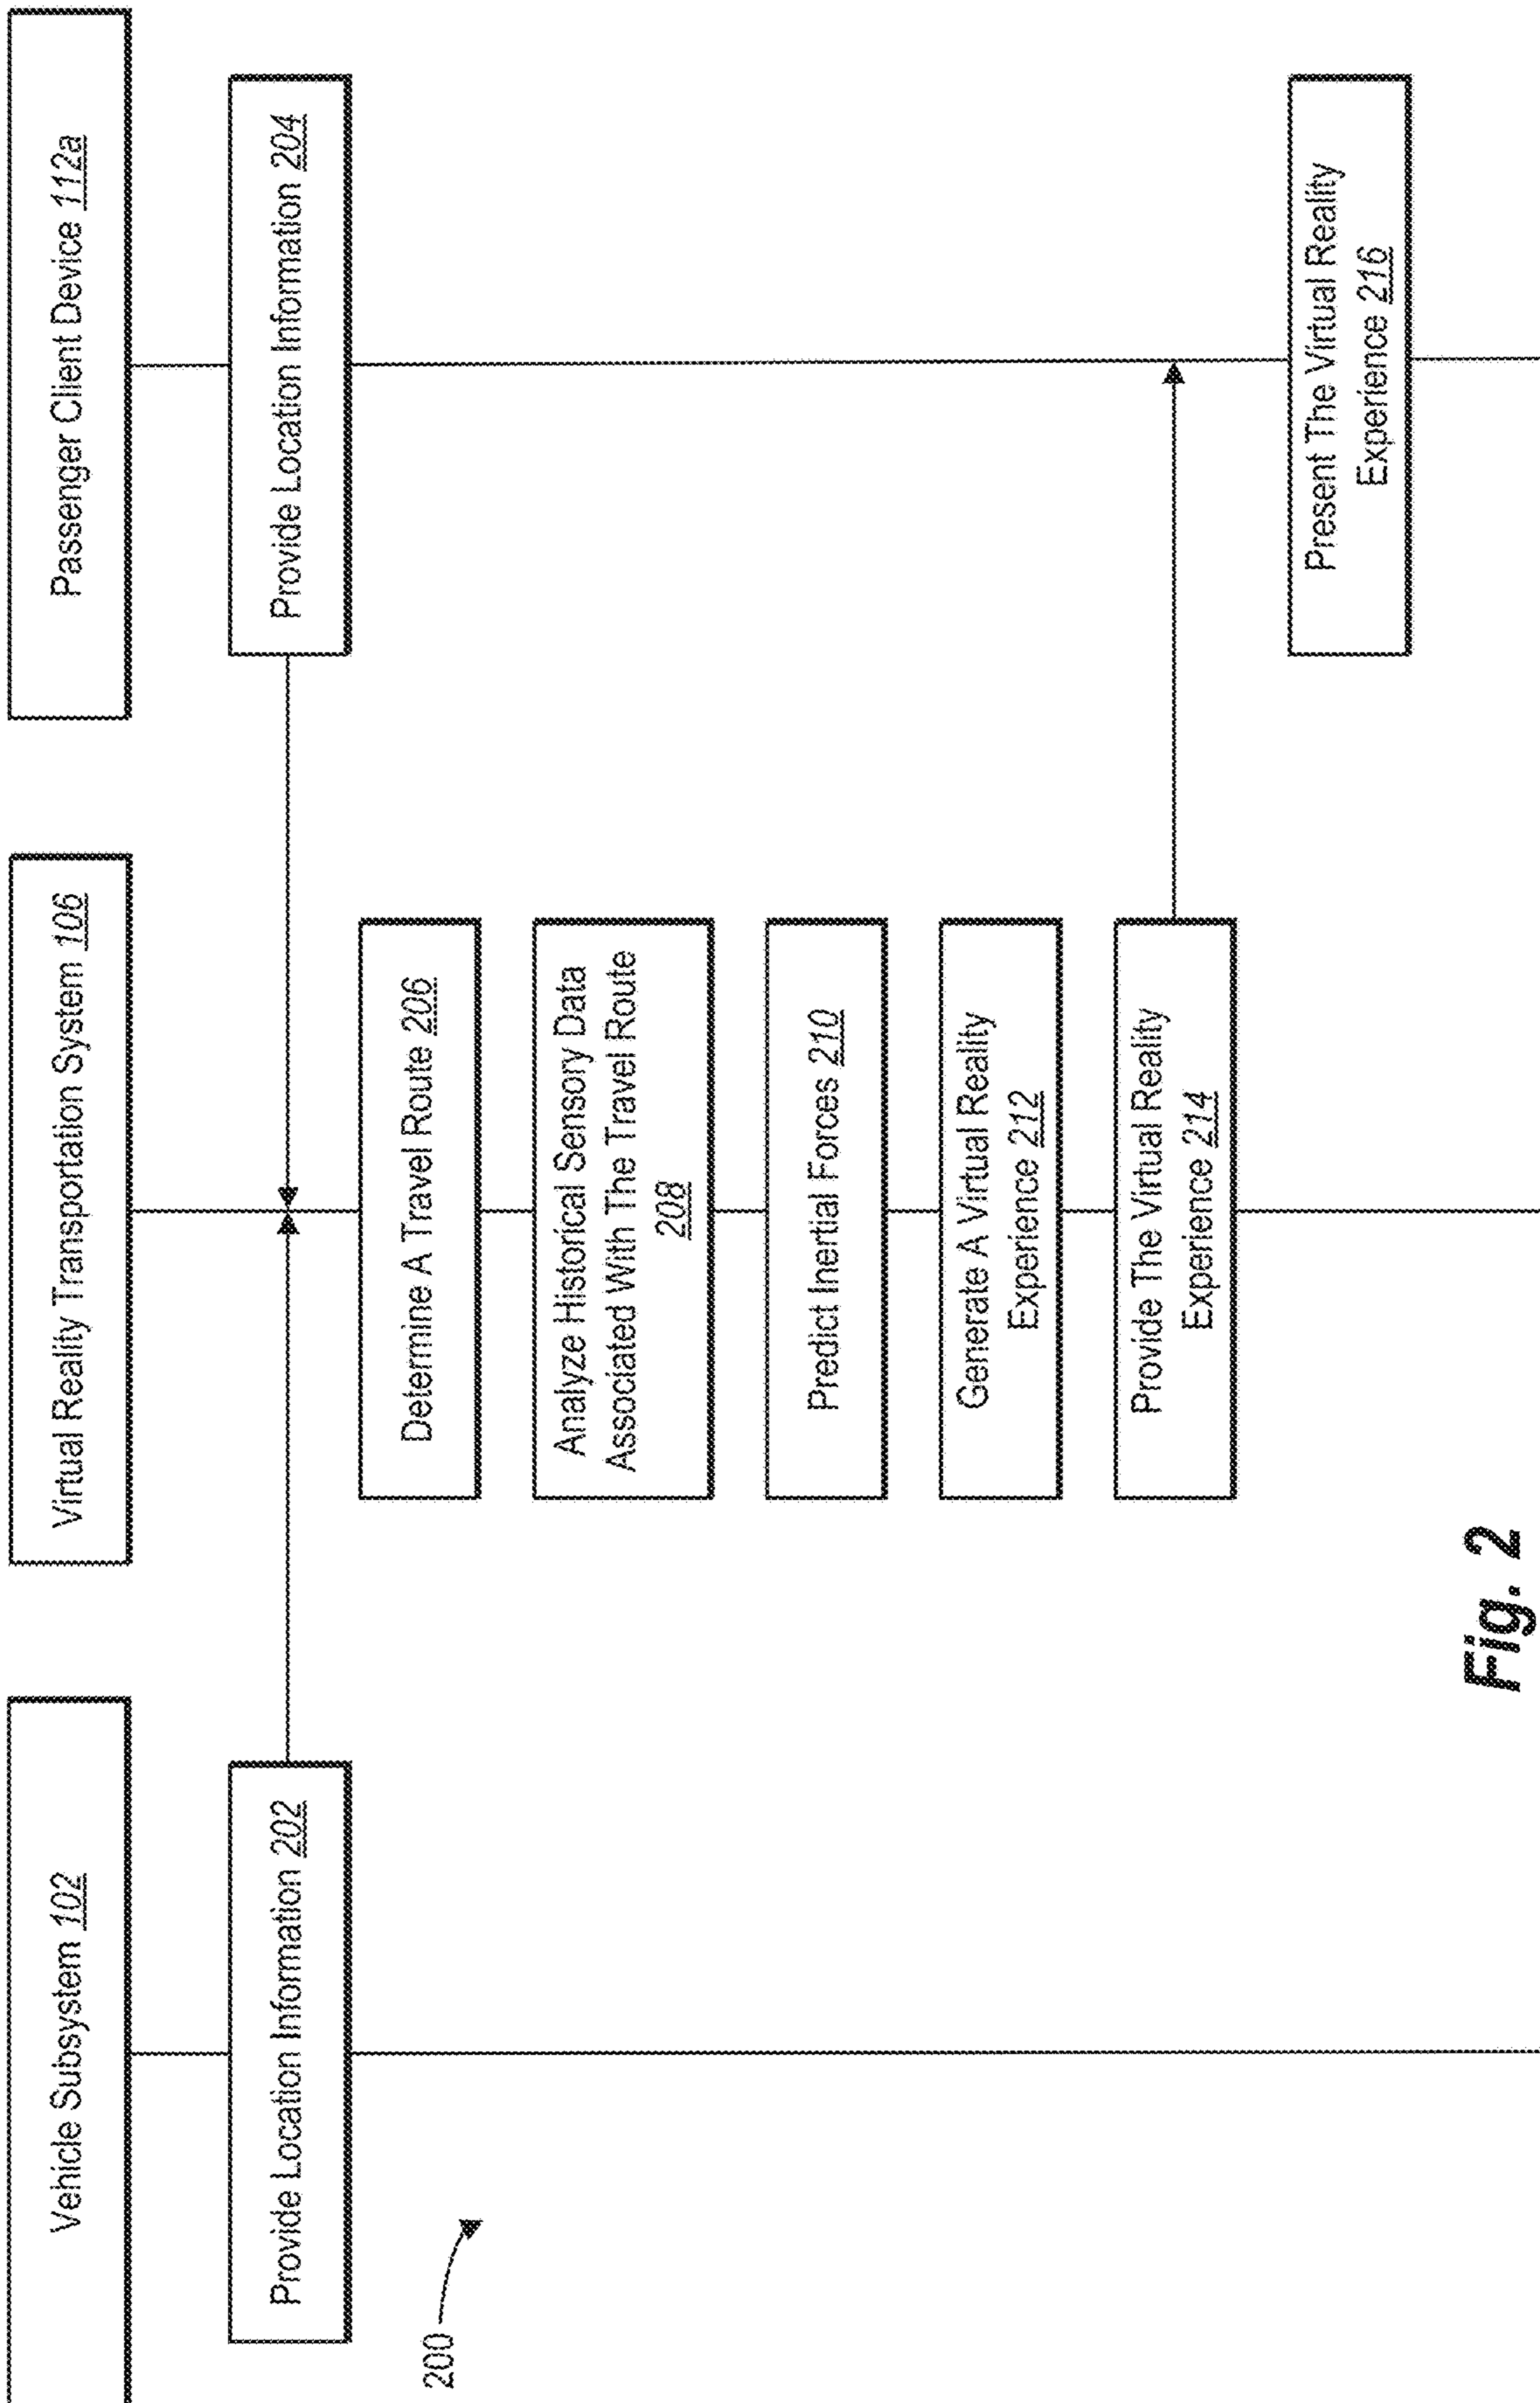 Vehicle Subsystem 102
Virtual Reality Transportation System 106
Passenger Client Device 112a
Provide Location Information 202
Provide Location Information 204
200
Determine A Travel Route 206
Analyze Historical Sensory Data
Associated With The Travel Route
208
Predict Inertial Forces 210
Generate A Virtual Reality
Experience 212
Provide The Virtual Reality
Experience 214
Present The Virtual Reality
Experience 216
Fig. 2